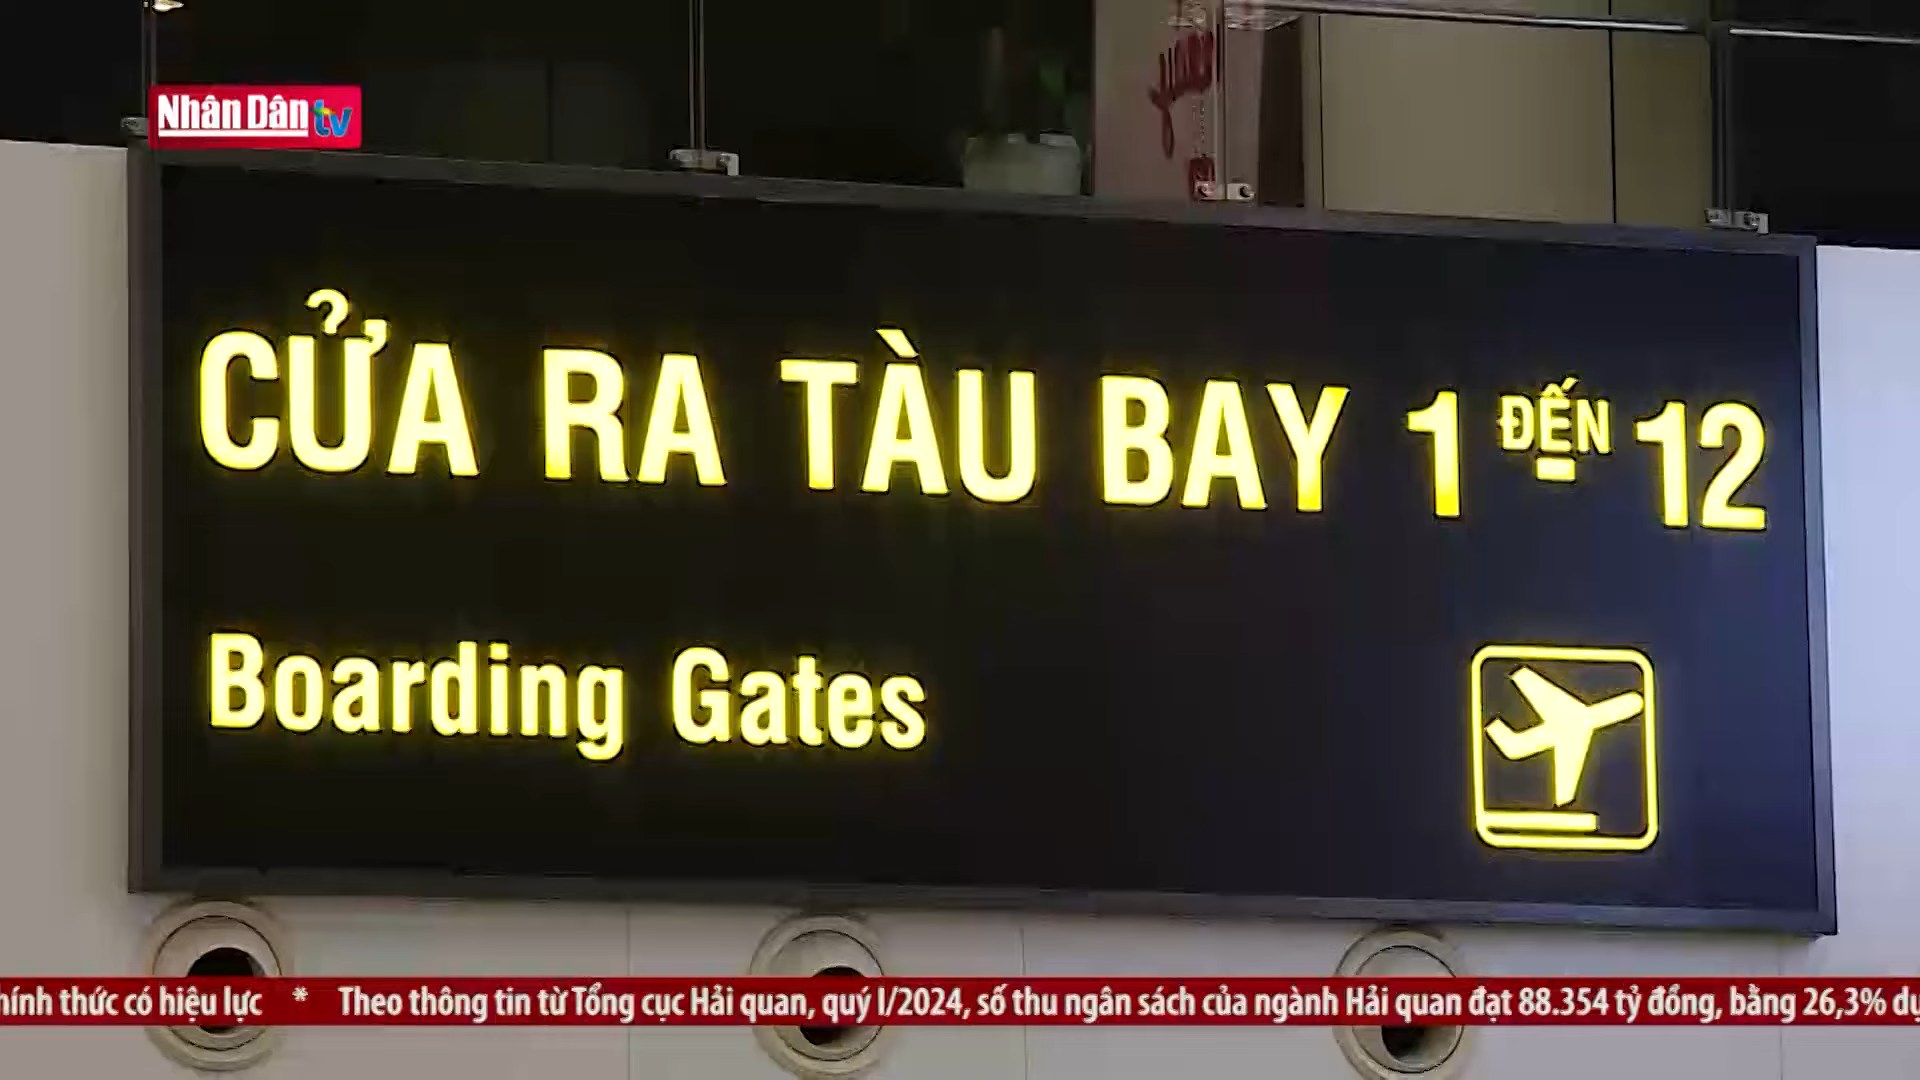 Nhân Dân tv
CỬA RA TÀU BAY 1 ĐẾN 12
Boarding Gates
hính thức có hiệu lực * Theo thông tin từ Tổng cục Hải quan, quý I/2024, số thu ngân sách của ngành Hải quan đạt 88.354 tỷ đồng, bằng 26,3%